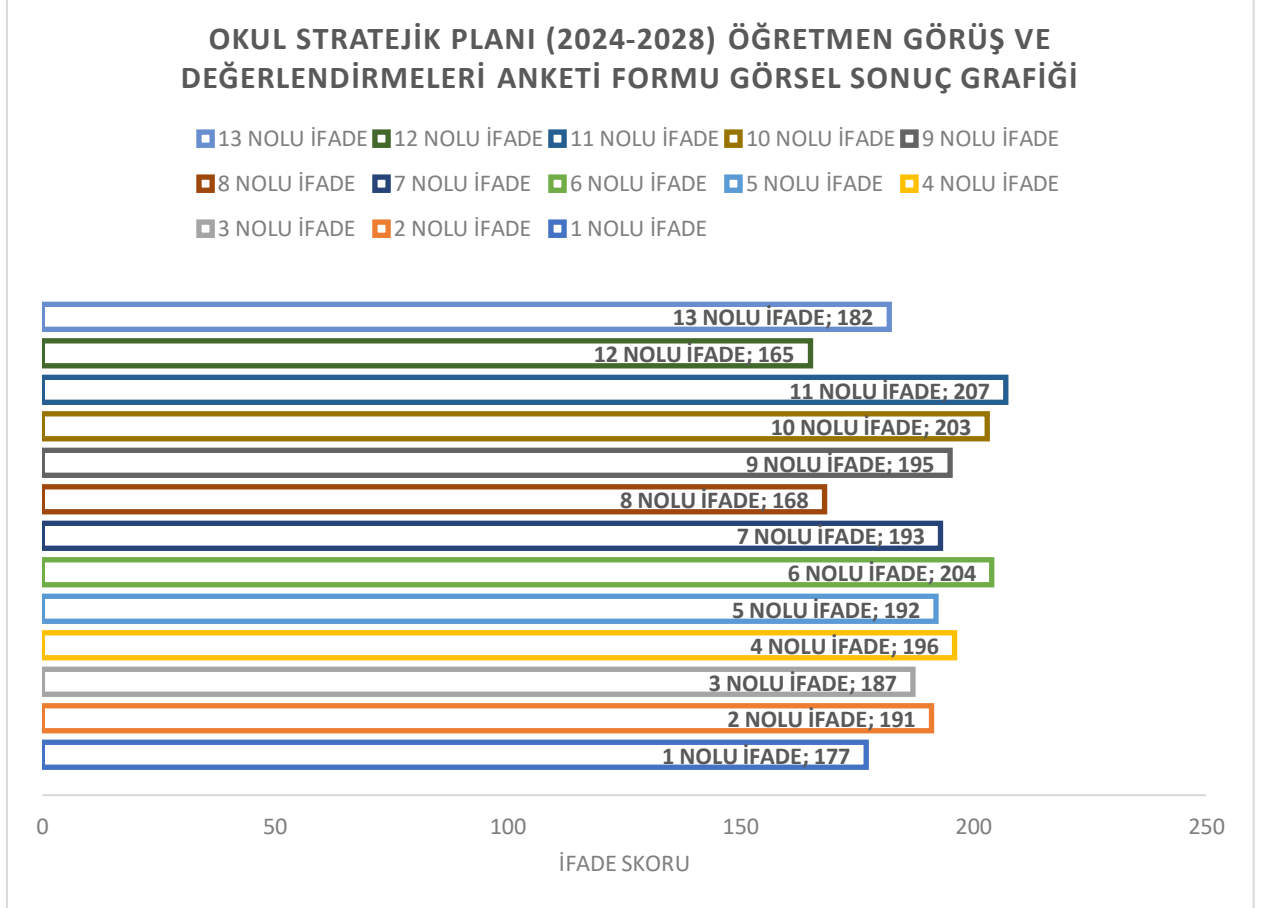 OKUL STRATEJİK PLANI (2024-2028) ÖĞRETMEN GÖRÜŞ VE
DEĞERLENDİRMELERİ ANKETİ FORMU GÖRSEL SONUÇ GRAFİĞİ
13 NOLU İFADE 12 NOLU İFADE 11 NOLU İFADE 10 NOLU İFADE 9 NOLU İFADE
8 NOLU İFADE 7 NOLU İFADE 6 NOLU İFADE 5 NOLU İFADE 4 NOLU İFADE
3 NOLU İFADE 2 NOLU İFADE 1 NOLU İFADE
13 NOLU İFADE; 182
12 NOLU İFADE; 165
11 NOLU İFADE; 207
10 NOLU İFADE; 203
9 NOLU İFADE; 195
8 NOLU İFADE; 168
7 NOLU İFADE; 193
6 NOLU İFADE; 204
5 NOLU İFADE; 192
4 NOLU İFADE; 196
3 NOLU İFADE; 187
2 NOLU İFADE; 191
1 NOLU İFADE; 177
0 50 100 150 200 250
İFADE SKORU